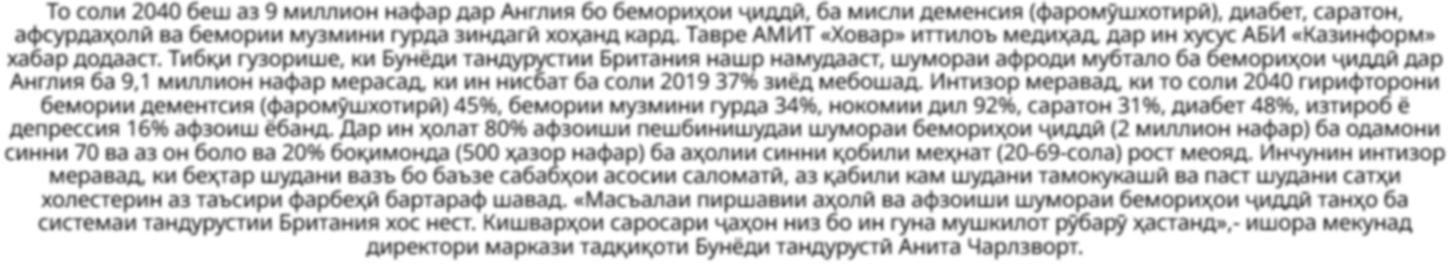 То соли 2040 беш аз 9 миллион нафар дар Англия бо бемориҳои ҷиддӣ, ба мисли деменсия (фаромӯшхотирӣ), диабет, саратон,
афсурдаҳолӣ ва бемории музмини гурда зиндагӣ хоҳанд кард. Тавре АМИТ «Ховар» иттилоъ медиҳад, дар ин хусус АБИ «Казинформ»
хабар додааст. Тибқи гузорише, ки Бунёди тандурустии Британия нашр намудааст, шумораи афроди мубтало ба бемориҳои ҷиддӣ дар
Англия ба 9,1 миллион нафар мерасад, ки ин нисбат ба соли 2019 37% зиёд мебошад. Интизор меравад, ки то соли 2040 гирифторони
бемории дементсия (фаромӯшхотирӣ) 45%, бемории музмини гурда 34%, нокомии дил 92%, саратон 31%, диабет 48%, изтироб ё
депрессия 16% афзоиш ёбанд. Дар ин ҳолат 80% афзоиши пешбинишудаи шумораи бемориҳои ҷиддӣ (2 миллион нафар) ба одамони
синни 70 ва аз он боло ва 20% боқимонда (500 ҳазор нафар) ба аҳолии синни қобили меҳнат (20-69-сола) рост меояд. Инчунин интизор
меравад, ки беҳтар шудани вазъ бо баъзе сабабҳои асосии саломатӣ, аз қабили кам шудани тамокукашӣ ва паст шудани сатҳи
холестерин аз таъсири фарбеҳӣ бартараф шавад. «Масъалаи пиршавии аҳолӣ ва афзоиши шумораи бемориҳои ҷиддӣ танҳо ба
системаи тандурустии Британия хос нест. Кишварҳои саросари ҷаҳон низ бо ин гуна мушкилот рӯбарӯ ҳастанд»,- ишора мекунад
директори маркази тадқиқоти Бунёди тандурустӣ Анита Чарлзворт.